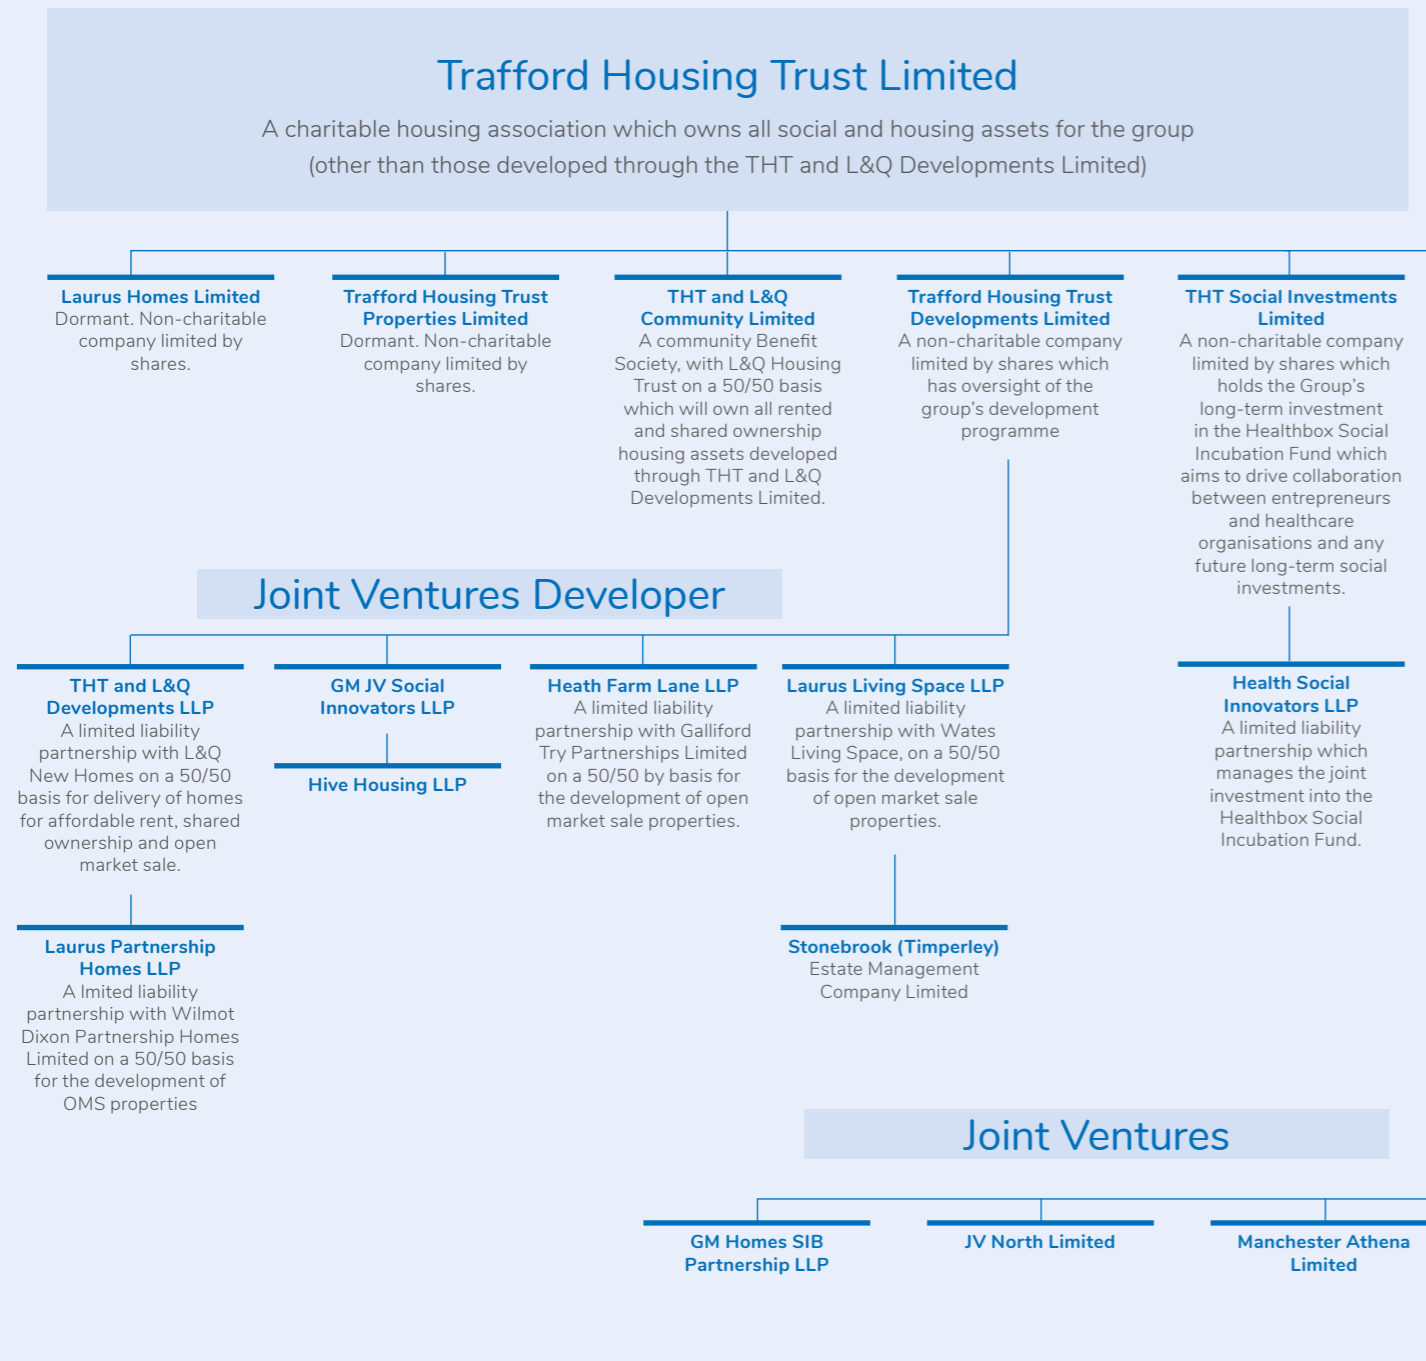 Trafford Housing Trust Limited
A charitable housing association which owns all social and housing assets for the group
(other than those developed through the THT and L&Q Developments Limited)
Laurus Homes Limited
Dormant. Non-charitable
company limited by
shares.
Trafford Housing Trust
Properties Limited
Dormant. Non-charitable
company limited by
shares.
THT and L&Q
Community Limited
A community Benefit
Society, with L&Q Housing
Trust on a 50/50 basis
which will own all rented
and shared ownership
housing assets developed
through THT and L&Q
Developments Limited.
Trafford Housing Trust
Developments Limited
A non-charitable company
limited by shares which
has oversight of the
group’s development
programme
THT Social Investments
Limited
A non-charitable company
limited by shares which
holds the Group’s
long-term investment
in the Healthbox Social
Incubation Fund which
aims to drive collaboration
between entrepreneurs
and healthcare
organisations and any
future long-term social
investments.
Joint Ventures Developer
THT and L&Q
Developments LLP
A limited liability
partnership with L&Q
New Homes on a 50/50
basis for delivery of homes
for affordable rent, shared
ownership and open
market sale.
GM JV Social
Innovators LLP
Hive Housing LLP
Heath Farm Lane LLP
A limited liability
partnership with Galliford
Try Partnerships Limited
on a 50/50 by basis for
the development of open
market sale properties.
Laurus Living Space LLP
A limited liability
partnership with Wates
Living Space, on a 50/50
basis for the development
of open market sale
properties.
Health Social
Innovators LLP
A limited liability
partnership which
manages the joint
investment into the
Healthbox Social
Incubation Fund.
Laurus Partnership
Homes LLP
A lmited liability
partnership with Wilmot
Dixon Partnership Homes
Limited on a 50/50 basis
for the development of
OMS properties
Stonebrook (Timperley)
Estate Management
Company Limited
Joint Ventures
GM Homes SIB
Partnership LLP
JV North Limited
Manchester Athena
Limited